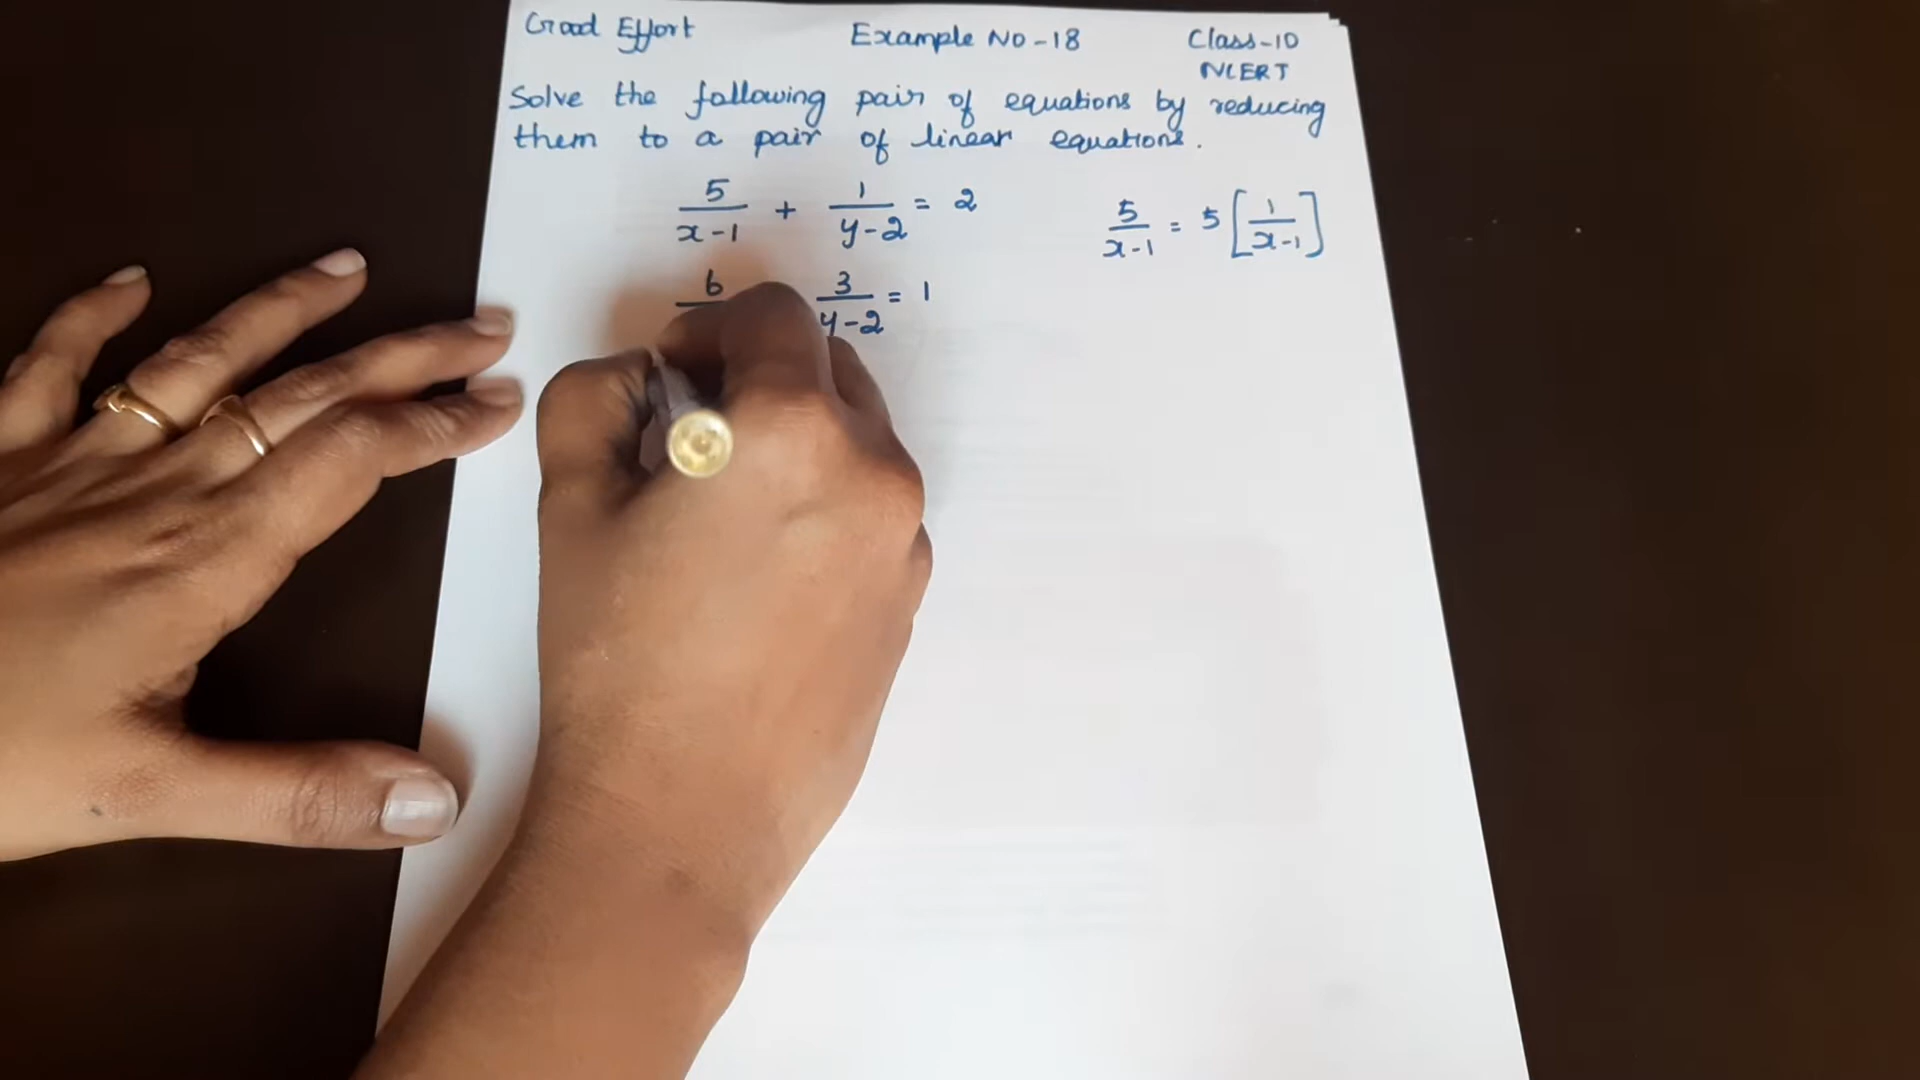 Good Effort Example NO-18 Class-10
NCERT
Solve the following pair of equations by reducing
them to a pair of linear equations.
5/(x-1) + 1/(y-2) = 2
5/(x-1) = 5[1/(x-1)]
6 3/(y-2) = 1